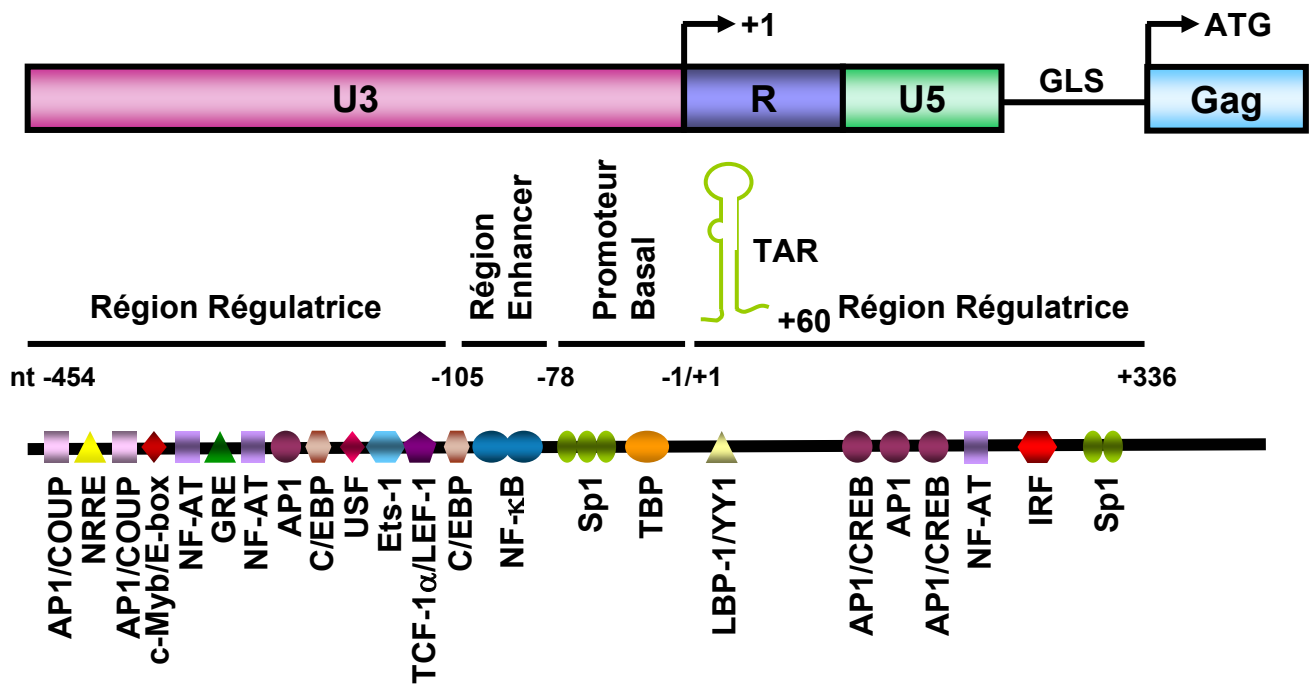 +1
ATG
U3
R
U5
GLS
Gag
Région
Enhancer
Promoteur
Basal
TAR
+60
Région Régulatrice
Région Régulatrice
nt -454
-105
-78
-1/+1
+336
AP1/COUP
NRRE
AP1/COUP
c-Myb/E-box
NF-AT
GRE
NF-AT
AP1
C/EBP
USF
Ets-1
TCF-1α/LEF-1
C/EBP
NF-κB
Sp1
TBP
LBP-1/YY1
AP1/CREB
AP1
AP1/CREB
NF-AT
IRF
Sp1